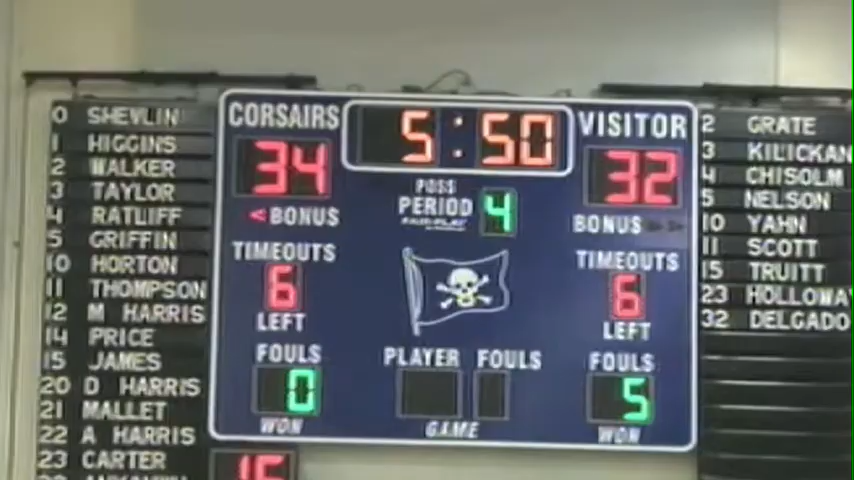 0 SHEVLIN
1 HIGGINS
2 WALKER
3 TAYLOR
4 RATLIFF
5 GRIFFIN
10 HORTON
11 THOMPSON
12 M HARRIS
14 PRICE
15 JAMES
20 D HARRIS
21 MALLET
22 A HARRIS
23 CARTER
CORSAIRS
34
< BONUS
TIMEOUTS
6
LEFT
FOULS
0
WON
15
5:50
POSS
PERIOD 4
PLAYER FOULS
GAME
VISITOR
32
BONUS
TIMEOUTS
6
LEFT
FOULS
5
WON
2 GRATE
3 KILICKAN
4 CHISOLM
5 NELSON
10 YAHN
11 SCOTT
15 TRUITT
23 HOLLOWAY
32 DELGADO